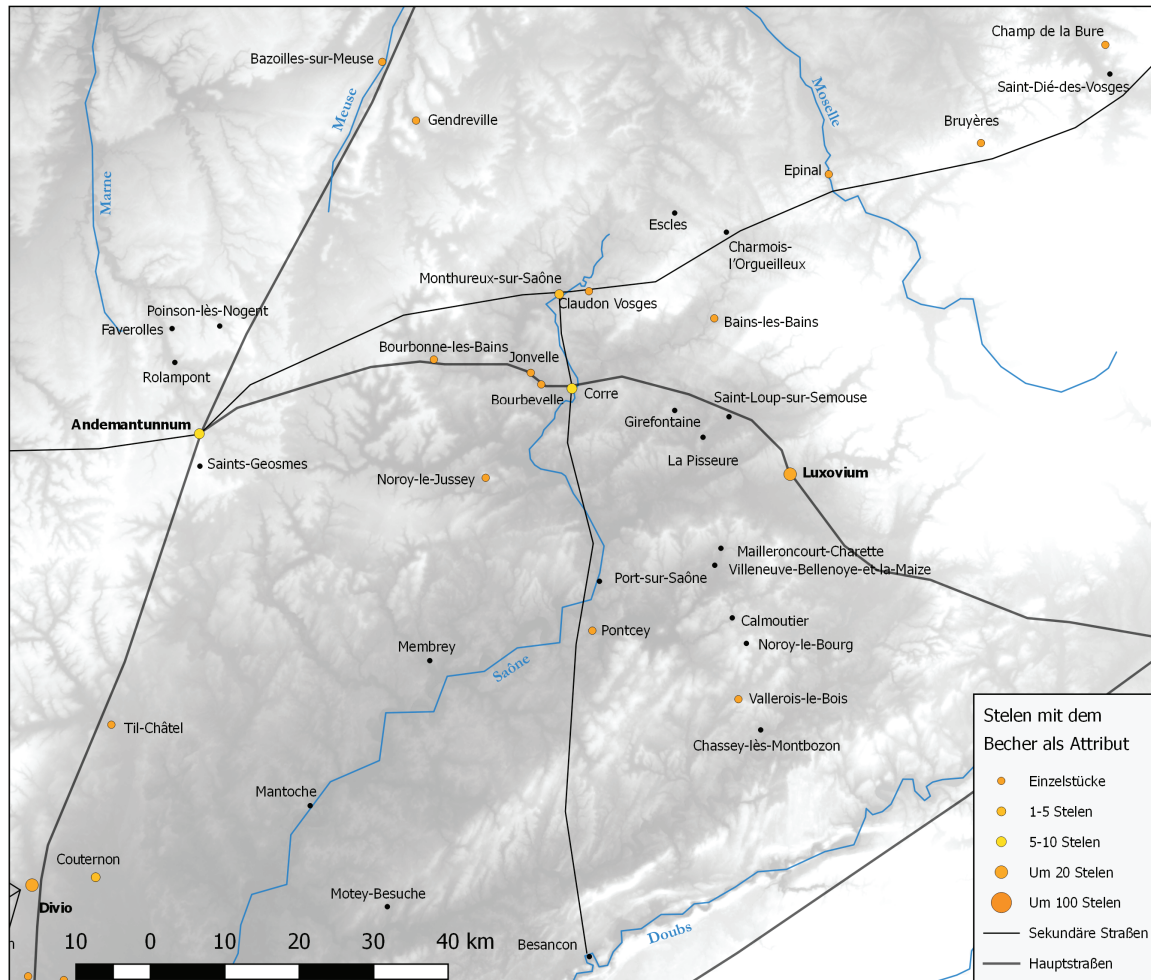 Champ de la Bure
Bazoilles-sur-Meuse
Saint-Dié-des-Vosges
Moselle
Meuse
Gendreville
Bruyères
Epinal
Marne
Escles
Charmois-
l'Orgueilleux
Monthureux-sur-Saône
Claudon Vosges
Poinson-lès-Nogent
Faverolles
Bains-les-Bains
Bourbonne-les-Bains
Jonvelle
Rolampont
Bourbevelle
Corre
Saint-Loup-sur-Semouse
Girefontaine
Andemantunnum
La Pisseure
Saints-Geosmes
Luxovium
Noroy-le-Jussey
Mailleroncourt-Charette
Villeneuve-Bellenoye-et-la-Maize
Port-sur-Saône
Calmoutier
Pontcey
Noroy-le-Bourg
Membrey
Saône
Vallerois-le-Bois
Til-Châtel
Chassey-lès-Montbozon
Mantoche
Couternon
Motey-Besuche
Divio
Doubs
Besancon
10 0 10 20 30 40 km
Stelen mit dem
Becher als Attribut
Einzelstücke
1-5 Stelen
5-10 Stelen
Um 20 Stelen
Um 100 Stelen
Sekundäre Straßen
Hauptstraßen